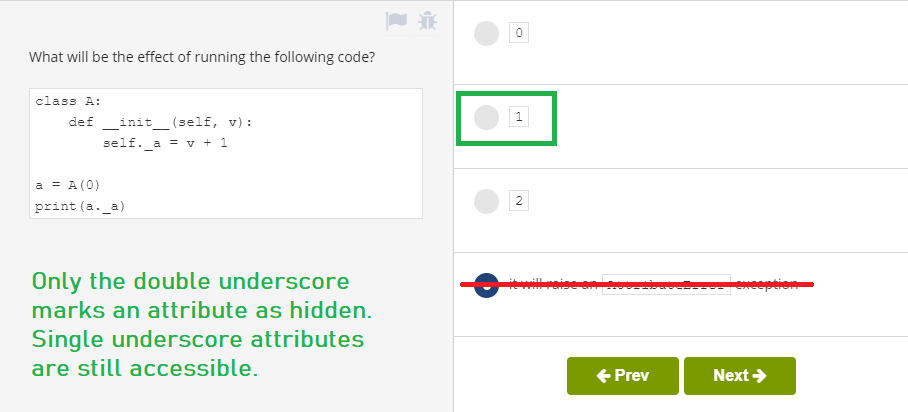 What will be the effect of running the following code?
class A:
    def __init__(self, v):
        self._a = v + 1
a = A(0)
print(a._a)
Only the double underscore
marks an attribute as hidden.
Single underscore attributes
are still accessible.
0
1
2
it will raise an AttributeError exception
Prev
Next